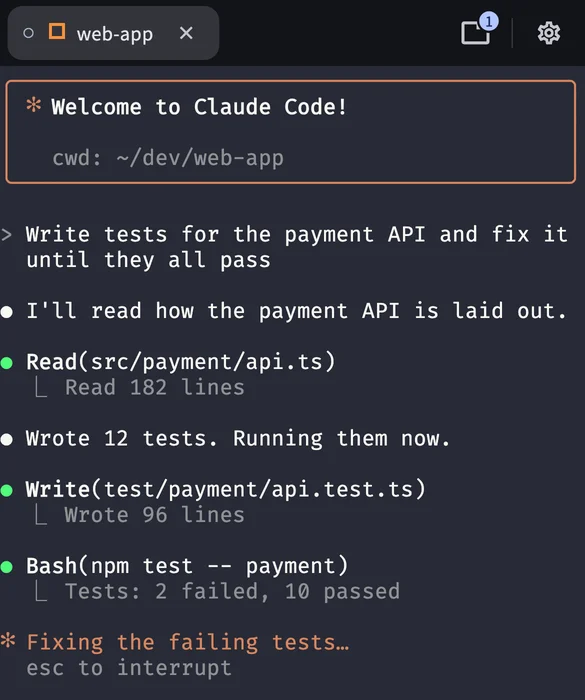 web-app
1
* Welcome to Claude Code!
cwd: ~/dev/web-app
> Write tests for the payment API and fix it
until they all pass
● I'll read how the payment API is laid out.
● Read(src/payment/api.ts)
⎿ Read 182 lines
● Wrote 12 tests. Running them now.
● Write(test/payment/api.test.ts)
⎿ Wrote 96 lines
● Bash(npm test -- payment)
⎿ Tests: 2 failed, 10 passed
* Fixing the failing tests…
esc to interrupt